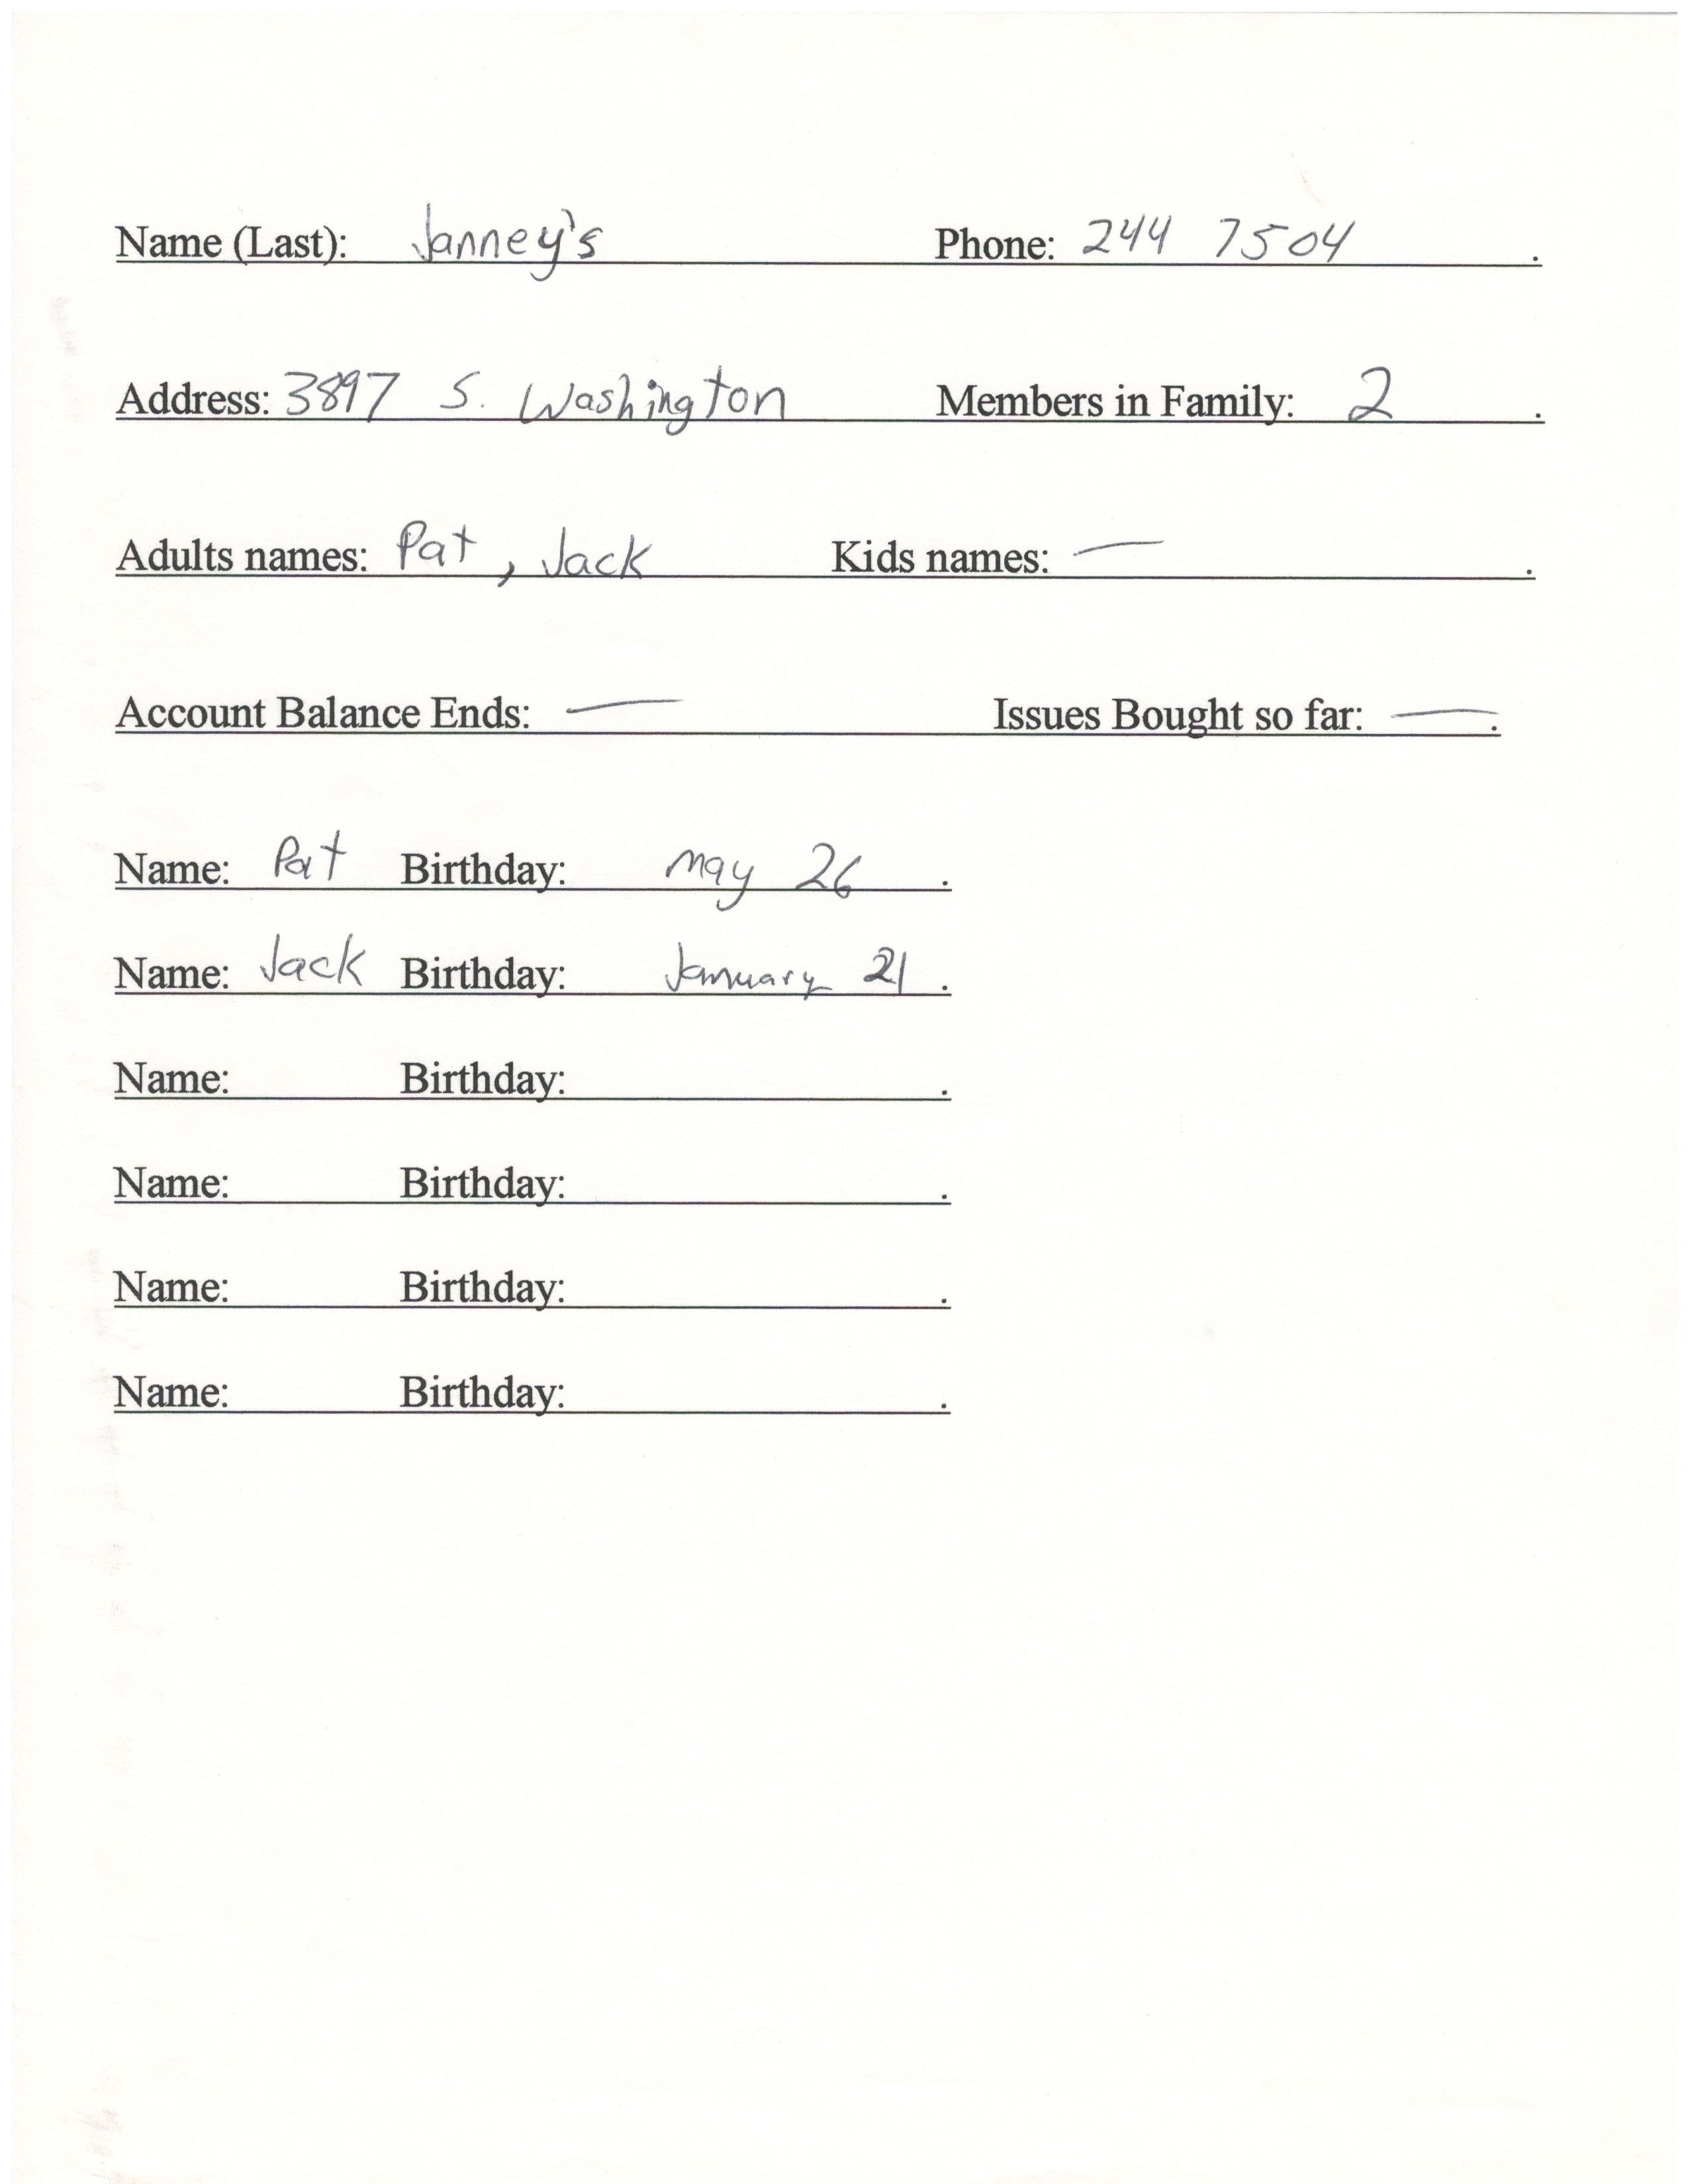 Name (Last): Janney's Phone: 244 7504.
Address: 3897 S. Washington Members in Family: 2.
Adults names: Pat, Jack Kids names: —.
Account Balance Ends: — Issues Bought so far: —.
Name: Pat Birthday: May 26.
Name: Jack Birthday: January 21.
Name: Birthday: .
Name: Birthday: .
Name: Birthday: .
Name: Birthday: .